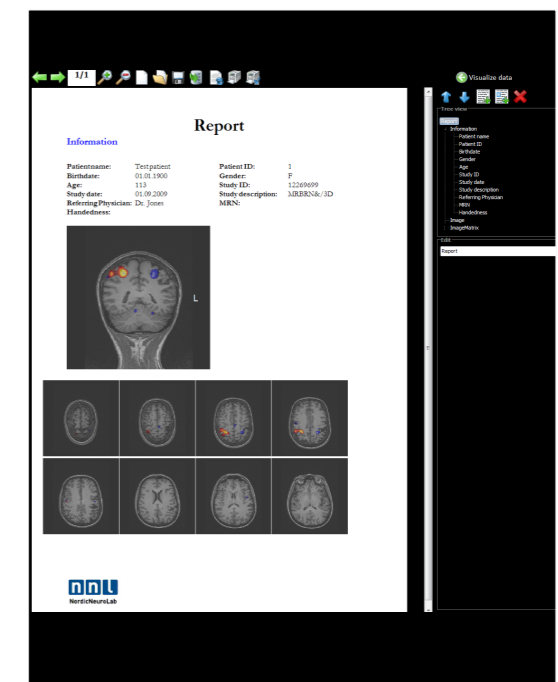 1/1
Visualize data
Tree view
Report
Information
Patient name
Patient ID
Birthdate
Gender
Age
Study ID
Study date
Study description
Referring Physician
MRN
Handedness
Image
ImageMatrix
Edit
Report
Report
Information
Patientname: Testpatient Patient ID: 1
Birthdate: 01.01.1900 Gender: F
Age: 113 Study ID: 12269699
Study date: 01.09.2009 Study description: MRBRN&/3D
Referring Physician: Dr. Jones MRN:
Handedness:
L
nnl
NordicNeuroLab